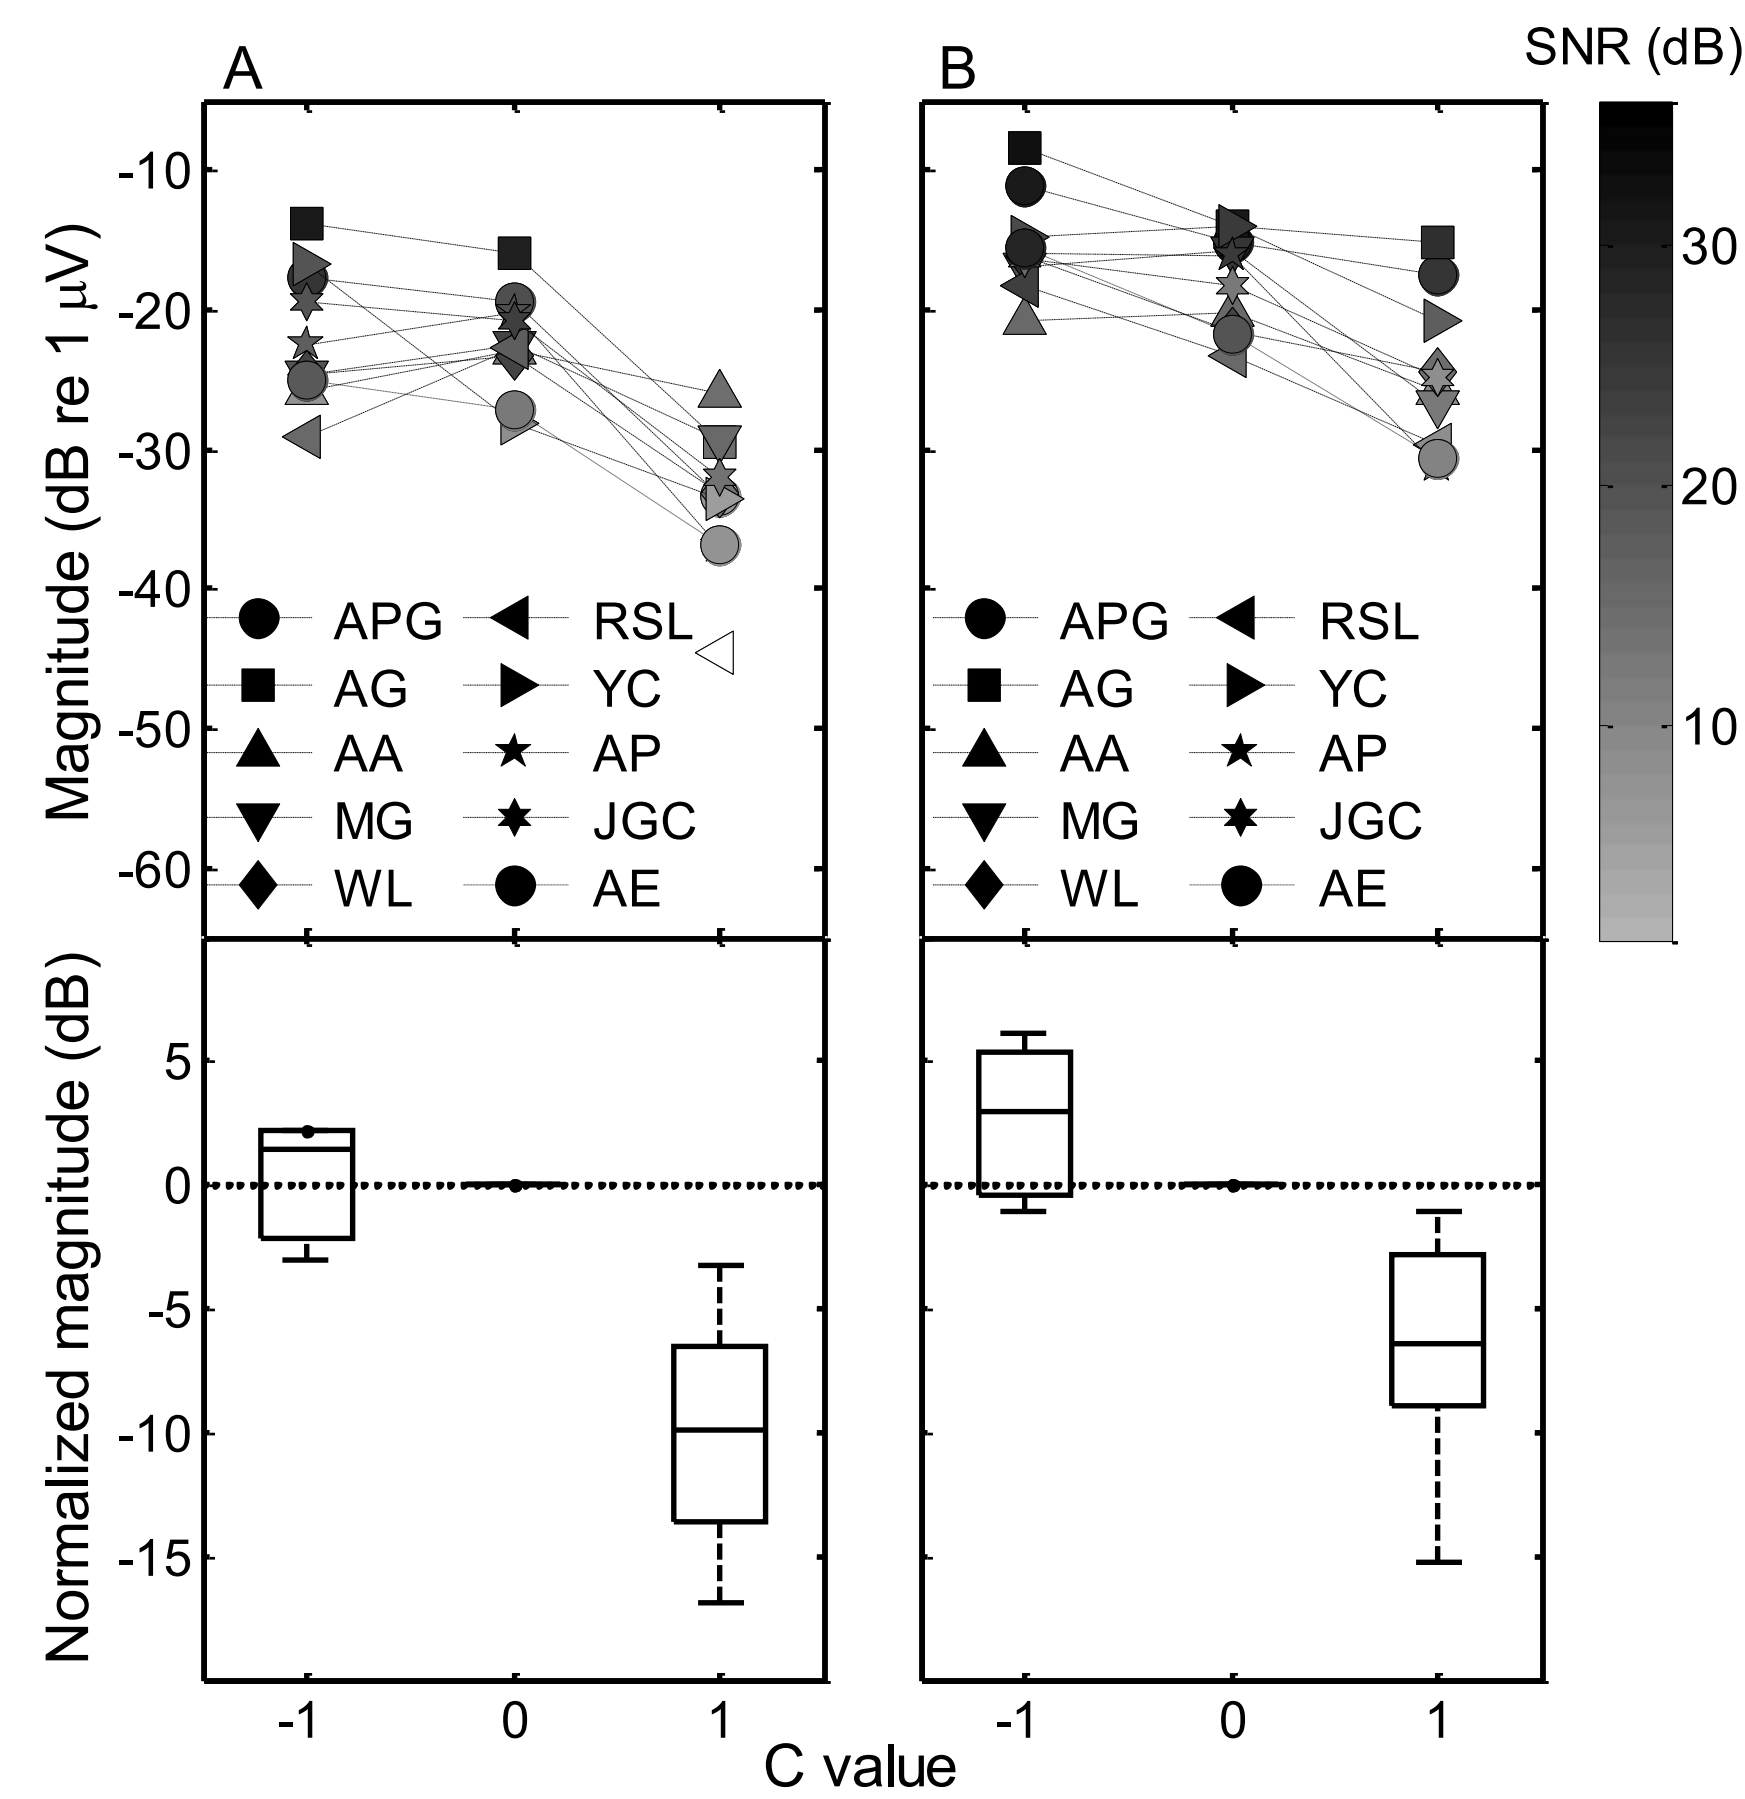 SNR (dB)
A
B
-10
-20
-30
-40
-50
-60
Magnitude (dB re 1 μV)
APG RSL
AG YC
AA AP
MG JGC
WL AE
APG RSL
AG YC
AA AP
MG JGC
WL AE
30
20
10
5
0
-5
-10
-15
Normalized magnitude (dB)
-1 0 1
-1 0 1
C value